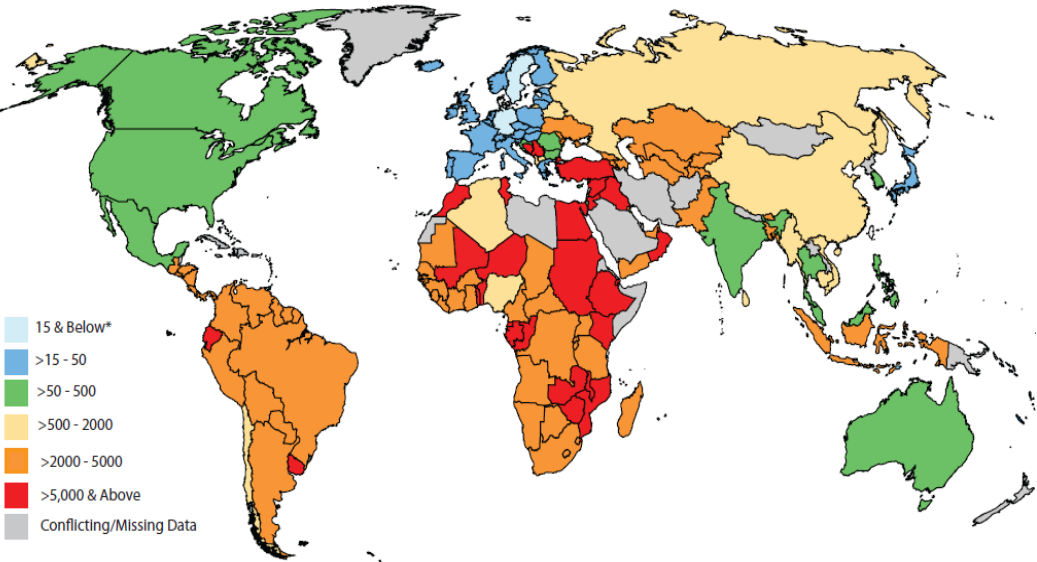 15 & Below*
>15 - 50
>50 - 500
>500 - 2000
>2000 - 5000
>5,000 & Above
Conflicting/Missing Data